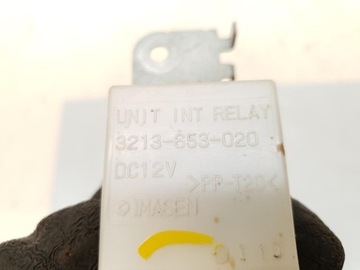 UNIT INT RELAY
3213-853-020
DC12V
>PP-T20<
IMASEN